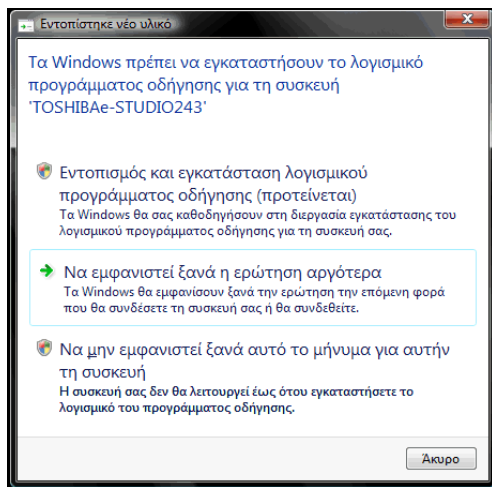 Εντοπίστηκε νέο υλικό
Τα Windows πρέπει να εγκαταστήσουν το λογισμικό
προγράμματος οδήγησης για τη συσκευή
'TOSHIBAe-STUDIO243'
Εντοπισμός και εγκατάσταση λογισμικού
προγράμματος οδήγησης (προτείνεται)
Τα Windows θα σας καθοδηγήσουν στη διεργασία εγκατάστασης του
λογισμικού προγράμματος οδήγησης για τη συσκευή σας.
Να εμφανιστεί ξανά η ερώτηση αργότερα
Τα Windows θα εμφανίσουν ξανά την ερώτηση την επόμενη φορά
που θα συνδέσετε τη συσκευή σας ή θα συνδεθείτε.
Να μην εμφανιστεί ξανά αυτό το μήνυμα για αυτήν
τη συσκευή
Η συσκευή σας δεν θα λειτουργεί έως ότου εγκαταστήσετε το
λογισμικό του προγράμματος οδήγησης.
Άκυρο